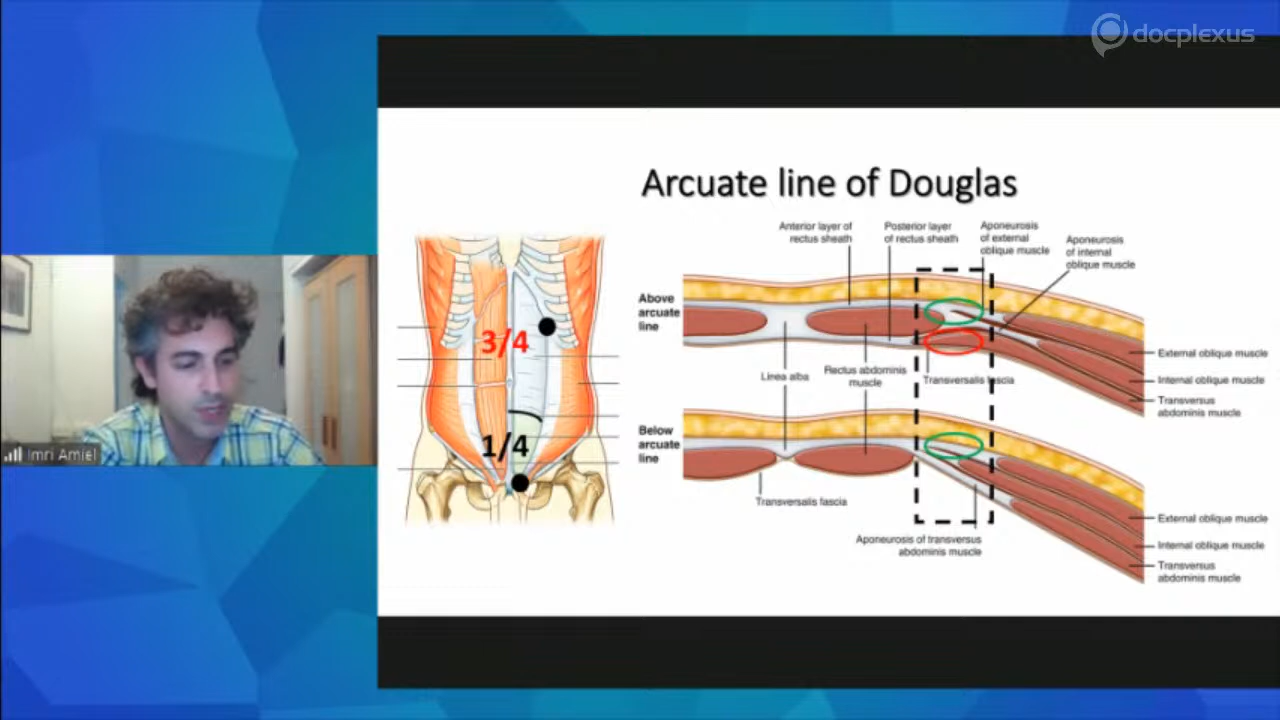 docplexus
Arcuate line of Douglas
Anterior layer of
rectus sheath
Posterior layer
of rectus sheath
Aponeurosis
of external
oblique muscle
Aponeurosis
of internal
oblique muscle
Above
arcuate
line
3/4
External oblique muscle
Linea alba
Rectus abdominis
muscle
Transversalis fascia
Internal oblique muscle
Transversus
abdominis muscle
Below
arcuate
line
1/4
Imri Amiel
Transversalis fascia
External oblique muscle
Aponeurosis of transversus
abdominis muscle
Internal oblique muscle
Transversus
abdominis muscle